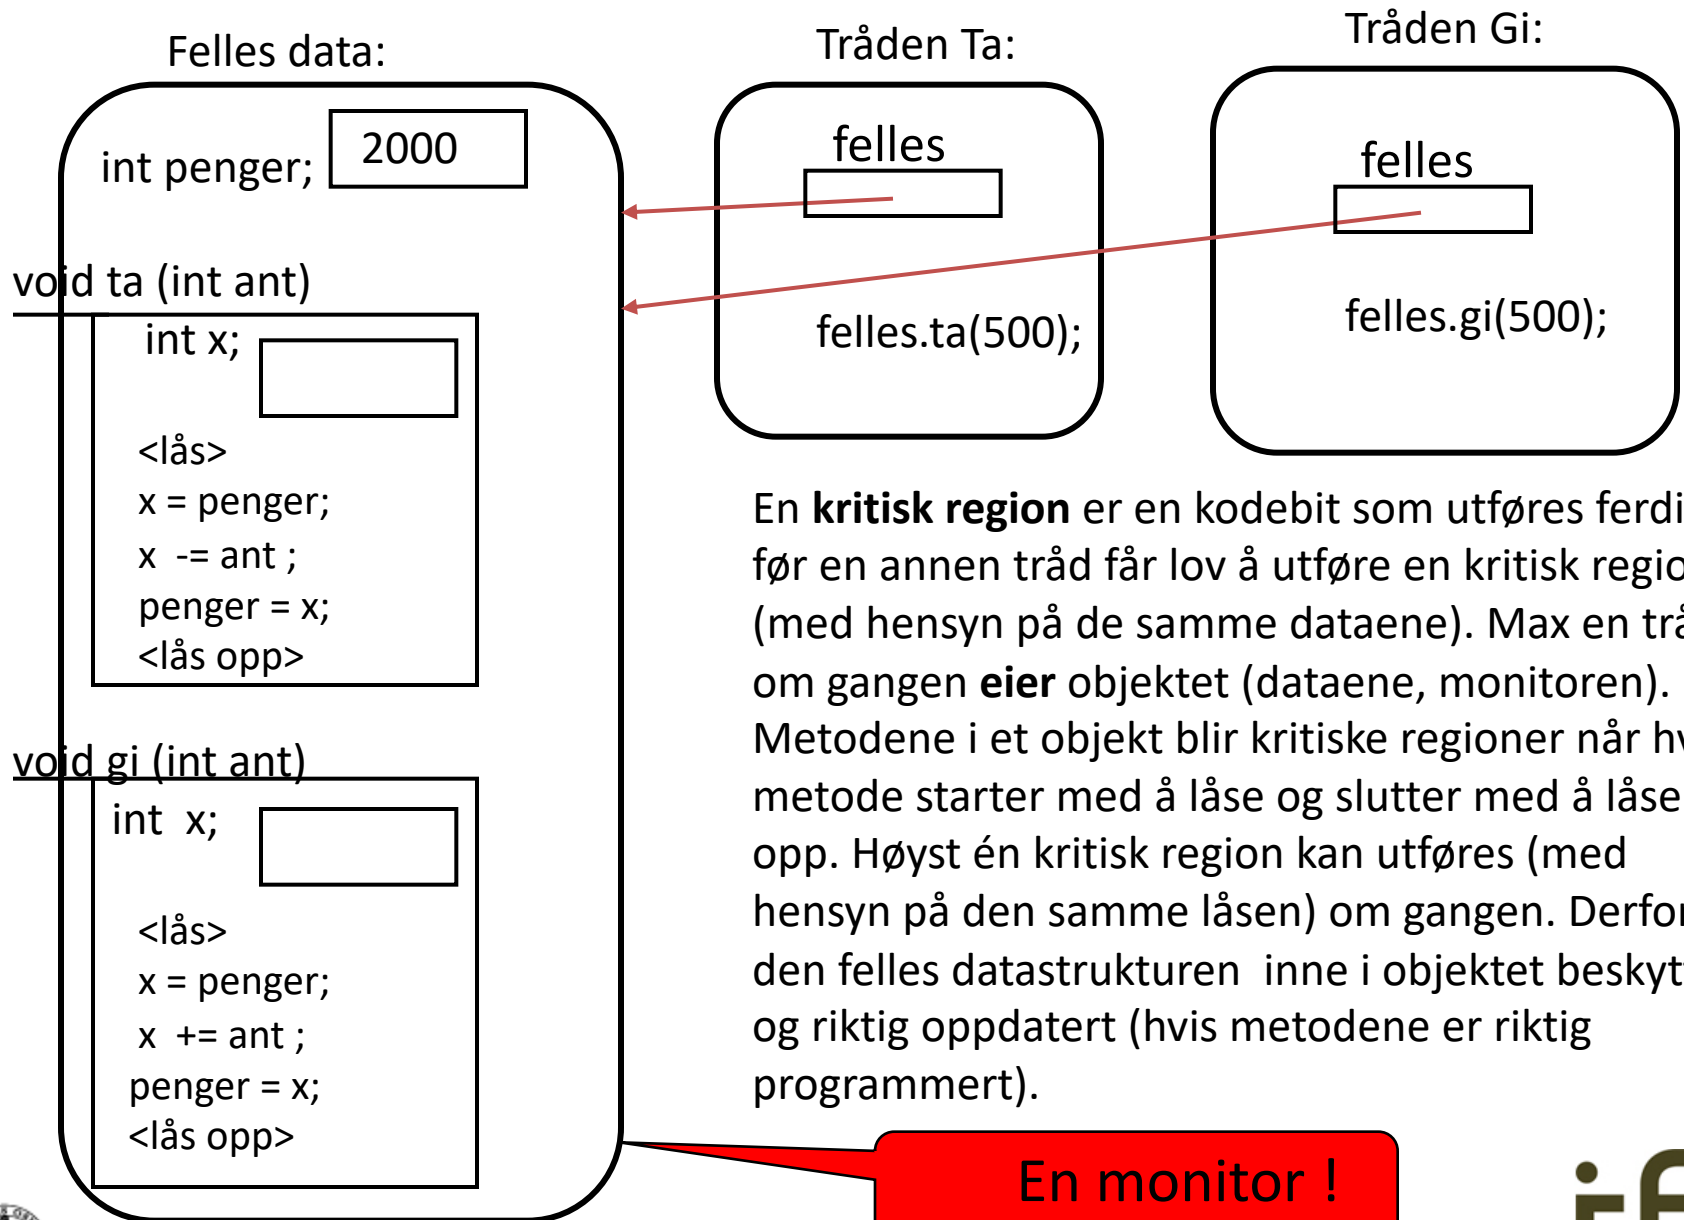 Felles data:
int penger;
2000
void ta (int ant)
int x;
<lås>
x = penger;
x -= ant ;
penger = x;
<lås opp>
void gi (int ant)
int x;
<lås>
x = penger;
x += ant ;
penger = x;
<lås opp>
Tråden Ta:
felles
felles.ta(500);
Tråden Gi:
felles
felles.gi(500);
En kritisk region er en kodebit som utføres ferdi
før en annen tråd får lov å utføre en kritisk regio
(med hensyn på de samme dataene). Max en trå
om gangen eier objektet (dataene, monitoren).
Metodene i et objekt blir kritiske regioner når hv
metode starter med å låse og slutter med å låse
opp. Høyst én kritisk region kan utføres (med
hensyn på den samme låsen) om gangen. Derfor
den felles datastrukturen inne i objektet beskyt
og riktig oppdatert (hvis metodene er riktig
programmert).
En monitor !